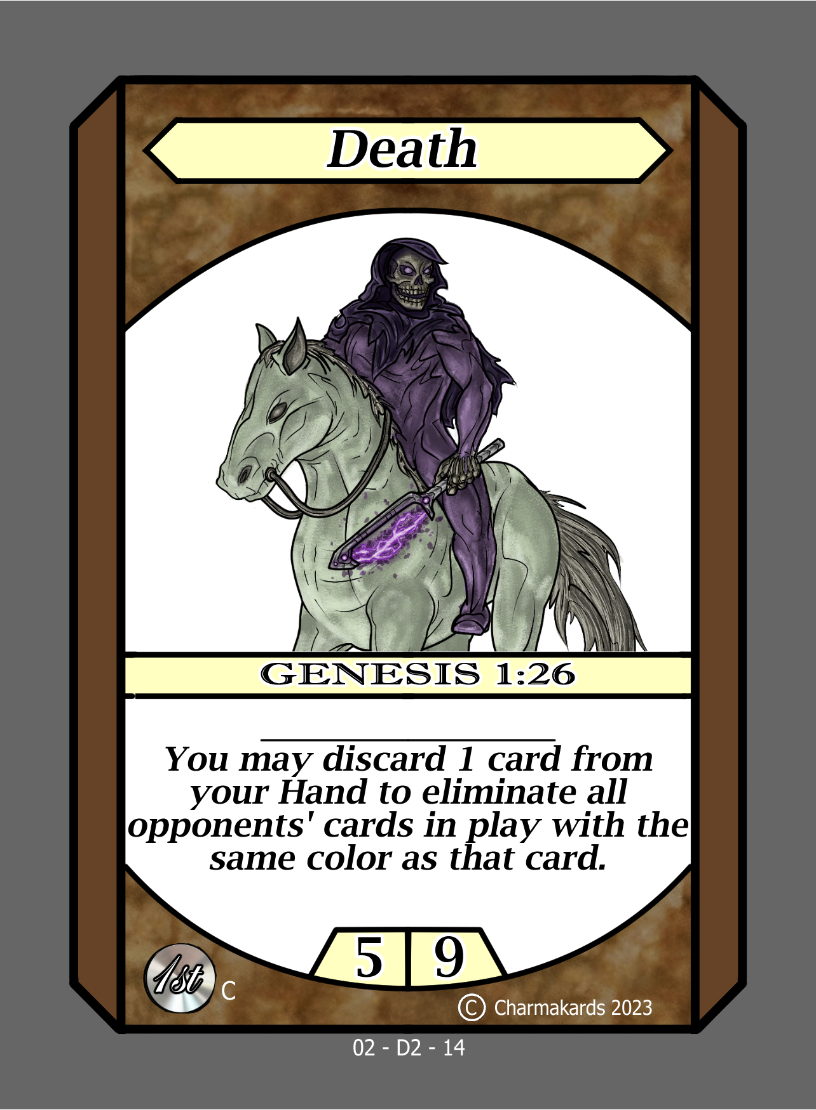 Death
GENESIS 1:26
You may discard 1 card from
your Hand to eliminate all
opponents' cards in play with the
same color as that card.
5 9
1st C
© Charmakards 2023
02 - D2 - 14